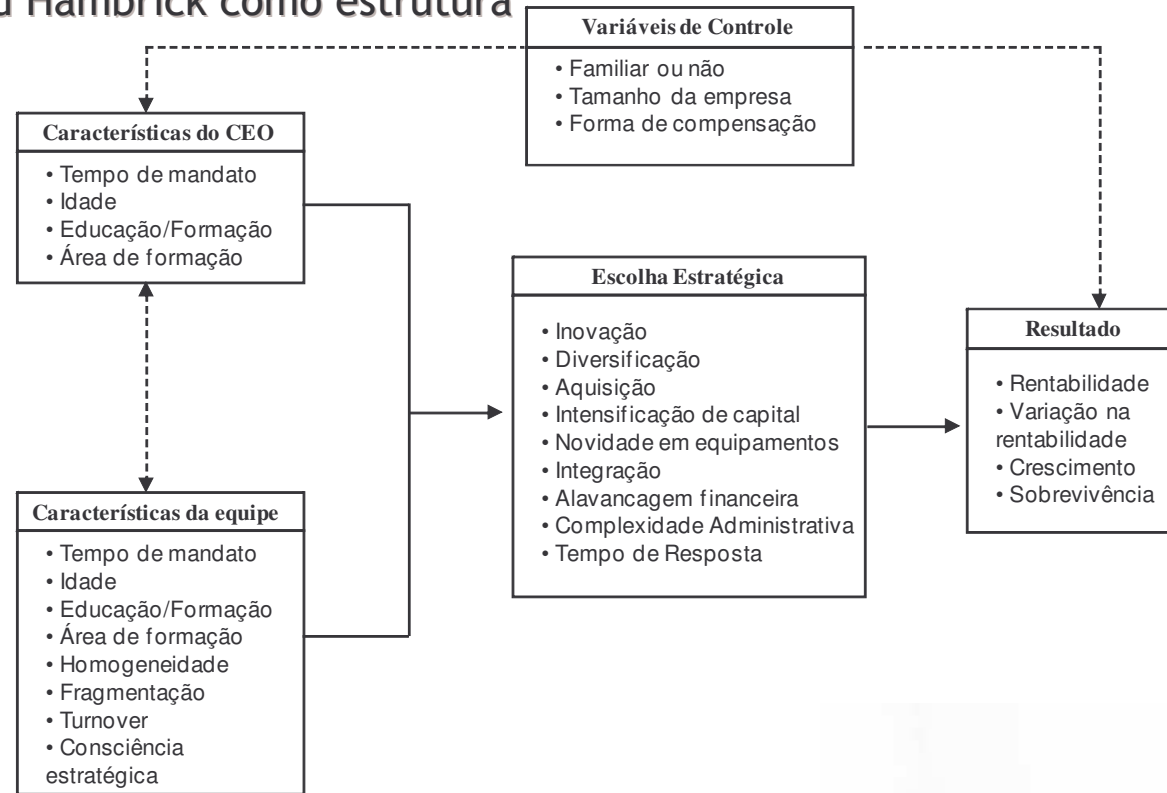 Hambrick como estrutura
Variáveis de Controle
• Familiar ou não
• Tamanho da empresa
• Forma de compensação
Características do CEO
• Tempo de mandato
• Idade
• Educação/Formação
• Área de formação
Características da equipe
• Tempo de mandato
• Idade
• Educação/Formação
• Área de formação
• Homogeneidade
• Fragmentação
• Turnover
• Consciência
estratégica
Escolha Estratégica
• Inovação
• Diversificação
• Aquisição
• Intensificação de capital
• Novidade em equipamentos
• Integração
• Alavancagem financeira
• Complexidade Administrativa
• Tempo de Resposta
Resultado
• Rentabilidade
• Variação na
rentabilidade
• Crescimento
• Sobrevivência